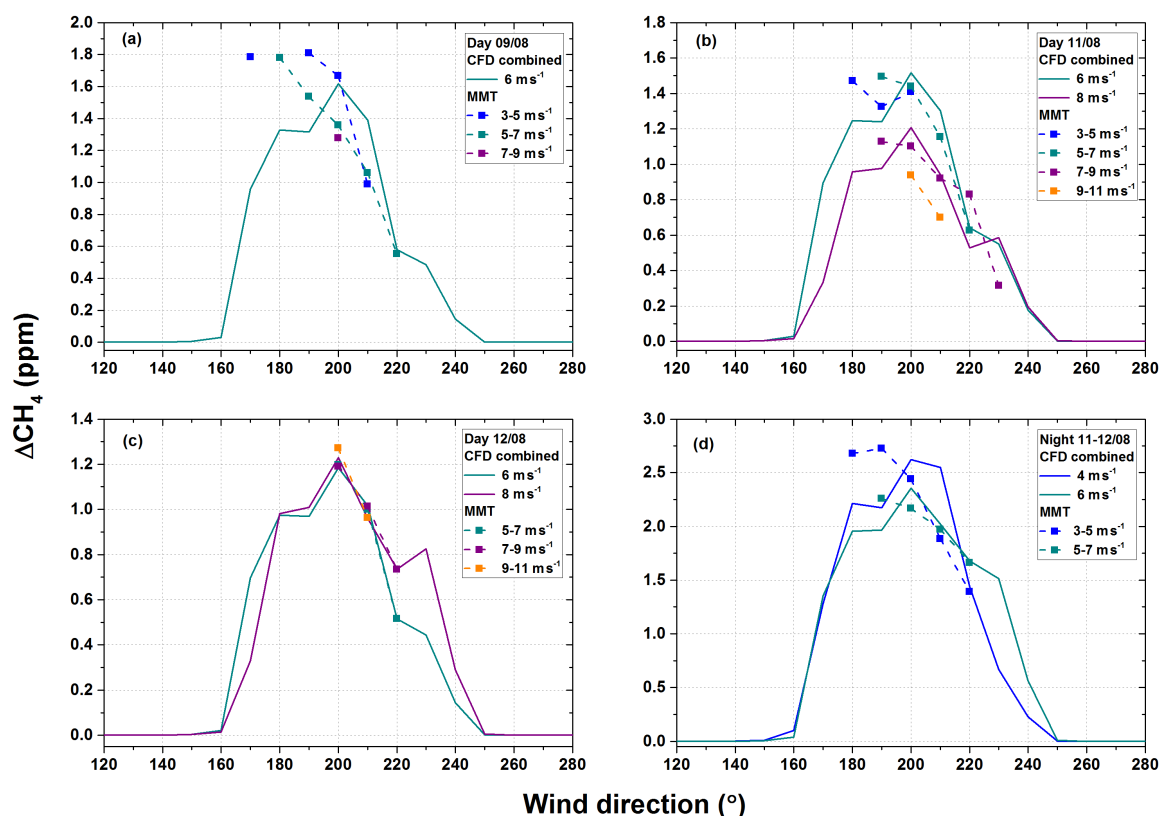 (a)
Day 09/08
CFD combined
6 ms⁻¹
MMT
3-5 ms⁻¹
5-7 ms⁻¹
7-9 ms⁻¹
2.0
1.8
1.6
1.4
1.2
1.0
0.8
0.6
0.4
0.2
0.0
120 140 160 180 200 220 240 260 280
(b)
Day 11/08
CFD combined
6 ms⁻¹
8 ms⁻¹
MMT
3-5 ms⁻¹
5-7 ms⁻¹
7-9 ms⁻¹
9-11 ms⁻¹
1.8
1.6
1.4
1.2
1.0
0.8
0.6
0.4
0.2
0.0
120 140 160 180 200 220 240 260 280
ΔCH₄ (ppm)
(c)
Day 12/08
CFD combined
6 ms⁻¹
8 ms⁻¹
MMT
5-7 ms⁻¹
7-9 ms⁻¹
9-11 ms⁻¹
1.4
1.2
1.0
0.8
0.6
0.4
0.2
0.0
120 140 160 180 200 220 240 260 280
(d)
Night 11-12/08
CFD combined
4 ms⁻¹
6 ms⁻¹
MMT
3-5 ms⁻¹
5-7 ms⁻¹
3.0
2.5
2.0
1.5
1.0
0.5
0.0
120 140 160 180 200 220 240 260 280
Wind direction (°)